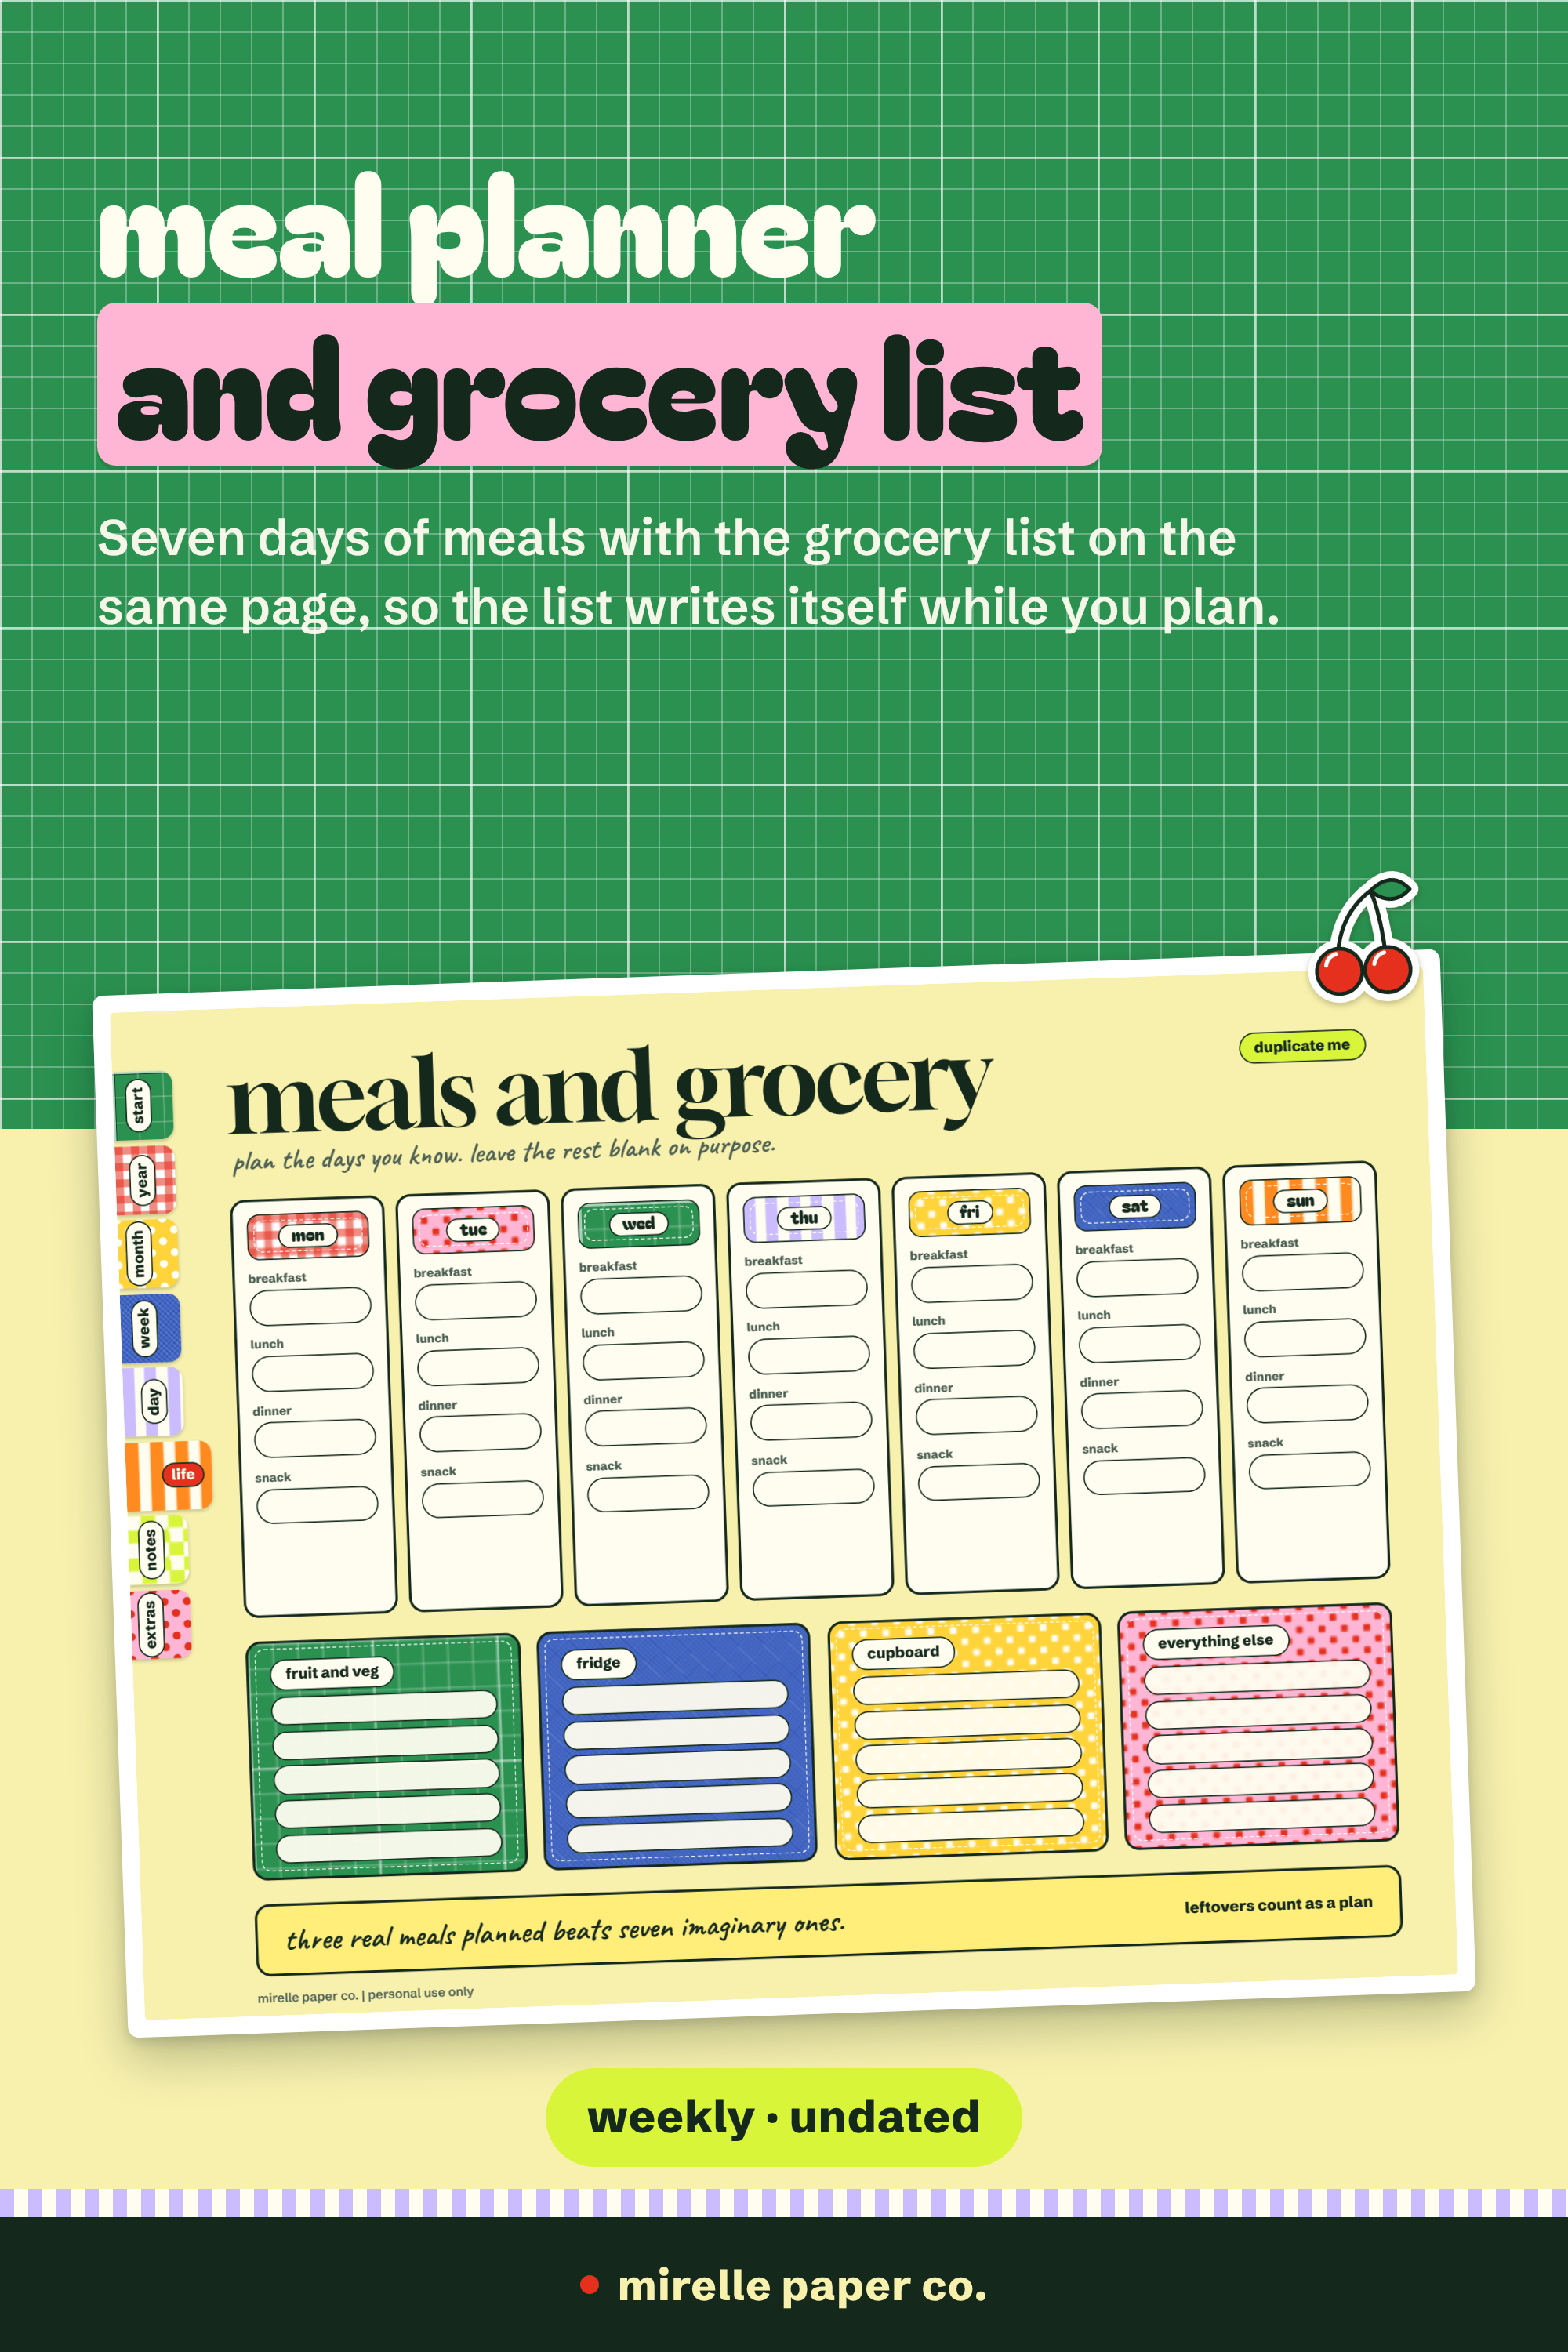 meal planner
and grocery list
Seven days of meals with the grocery list on the
same page, so the list writes itself while you plan.
meals and grocery
duplicate me
plan the days you know. leave the rest blank on purpose.
start
year
month
week
day
life
notes
extras
mon
breakfast
lunch
dinner
snack
tue
breakfast
lunch
dinner
snack
wed
breakfast
lunch
dinner
snack
thu
breakfast
lunch
dinner
snack
fri
breakfast
lunch
dinner
snack
sat
breakfast
lunch
dinner
snack
sun
breakfast
lunch
dinner
snack
fruit and veg
fridge
cupboard
everything else
three real meals planned beats seven imaginary ones.
leftovers count as a plan
mirelle paper co. | personal use only
weekly · undated
mirelle paper co.